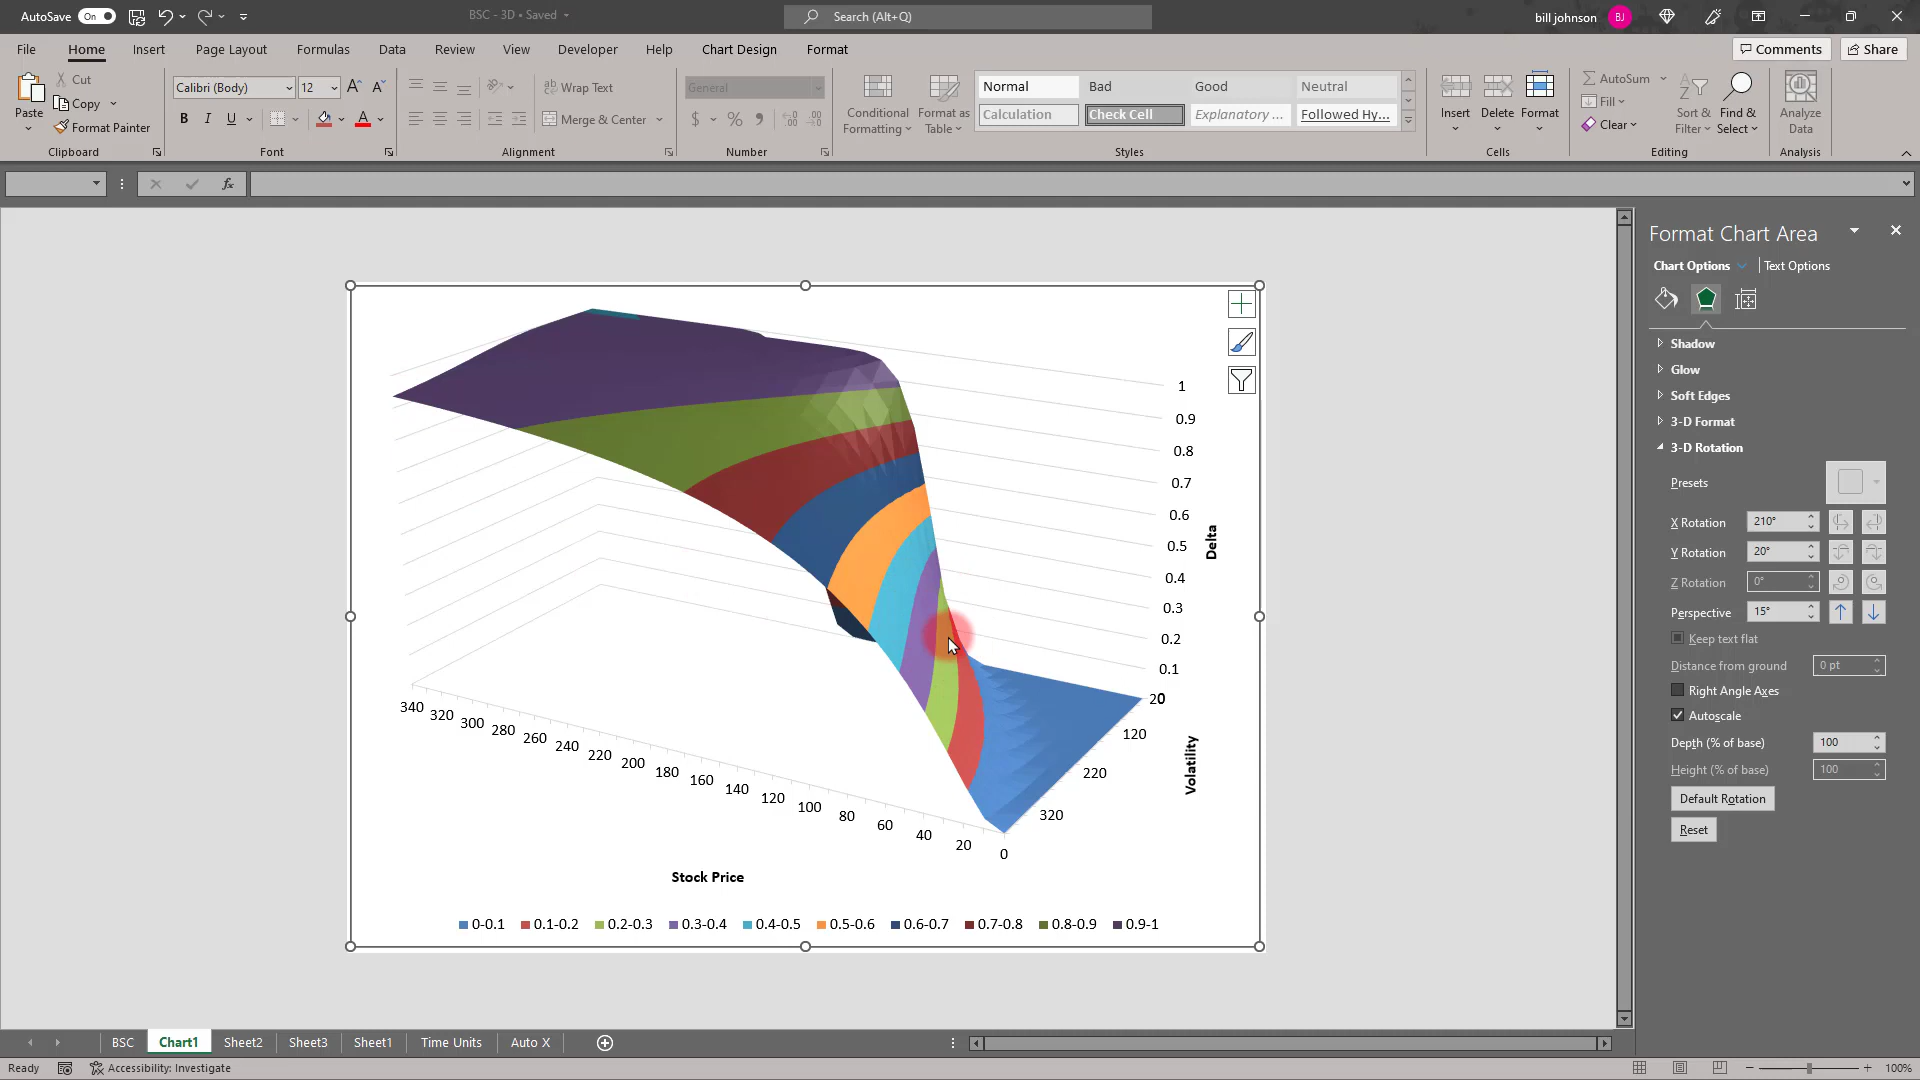 AutoSave On BSC - 3D • Saved Search (Alt+Q) bill johnson BJ
File Home Insert Page Layout Formulas Data Review View Developer Help Chart Design Format Comments Share
Paste Cut Copy Format Painter
Calibri (Body) 12 A A B I U A
ab Wrap Text Merge & Center
General $ %
Conditional Formatting Format as Table
Normal Bad Good Neutral
Calculation Check Cell Explanatory ... Followed Hy...
Insert Delete Format
AutoSum Fill Clear Sort & Filter Find & Select Analyze Data
Clipboard Font Alignment Number Styles Cells Editing Analysis
fx
1
0.9
0.8
0.7
0.6
0.5
0.4
0.3
0.2
0.1
0
Delta
20
120
220
320
Volatility
340 320 300 280 260 240 220 200 180 160 140 120 100 80 60 40 20 0
Stock Price
0-0.1 0.1-0.2 0.2-0.3 0.3-0.4 0.4-0.5 0.5-0.6 0.6-0.7 0.7-0.8 0.8-0.9 0.9-1
Format Chart Area
Chart Options Text Options
Shadow
Glow
Soft Edges
3-D Format
3-D Rotation
Presets
X Rotation 210°
Y Rotation 20°
Z Rotation 0°
Perspective 15°
Keep text flat
Distance from ground 0 pt
Right Angle Axes
Autoscale
Depth (% of base) 100
Height (% of base) 100
Default Rotation
Reset
BSC Chart1 Sheet2 Sheet3 Sheet1 Time Units Auto X
Ready Accessibility: Investigate 100%